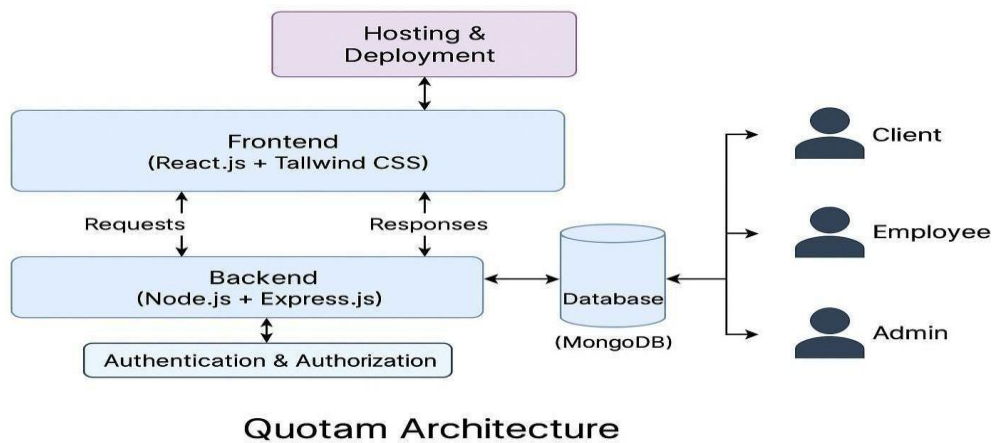 Hosting &
Deployment
Frontend
(React.js + Tallwind CSS)
Requests
Responses
Backend
(Node.js + Express.js)
Authentication & Authorization
Database
(MongoDB)
Client
Employee
Admin
Quotam Architecture